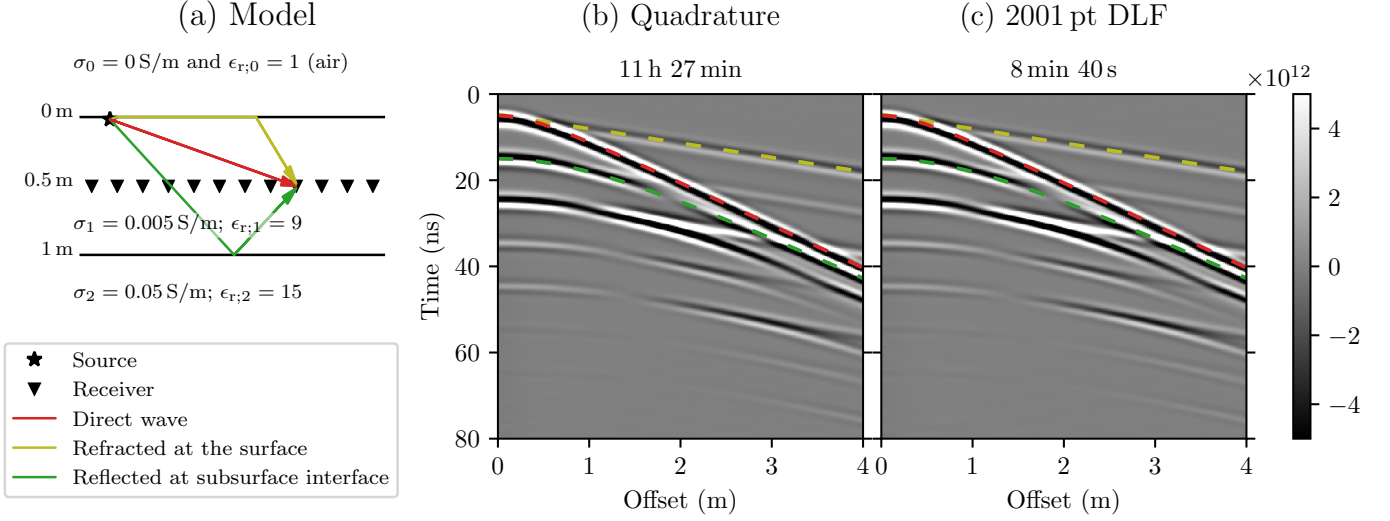 (a) Model
σ₀ = 0 S/m and ϵr;0 = 1 (air)
0 m
0.5 m
σ₁ = 0.005 S/m; ϵr;1 = 9
1 m
σ₂ = 0.05 S/m; ϵr;2 = 15
Source
Receiver
Direct wave
Refracted at the surface
Reflected at subsurface interface
(b) Quadrature
11 h 27 min
0
20
40
60
80
Time (ns)
0 1 2 3 4
Offset (m)
(c) 2001 pt DLF
8 min 40 s
0 1 2 3 4
Offset (m)
×10¹²
4
2
0
−2
−4